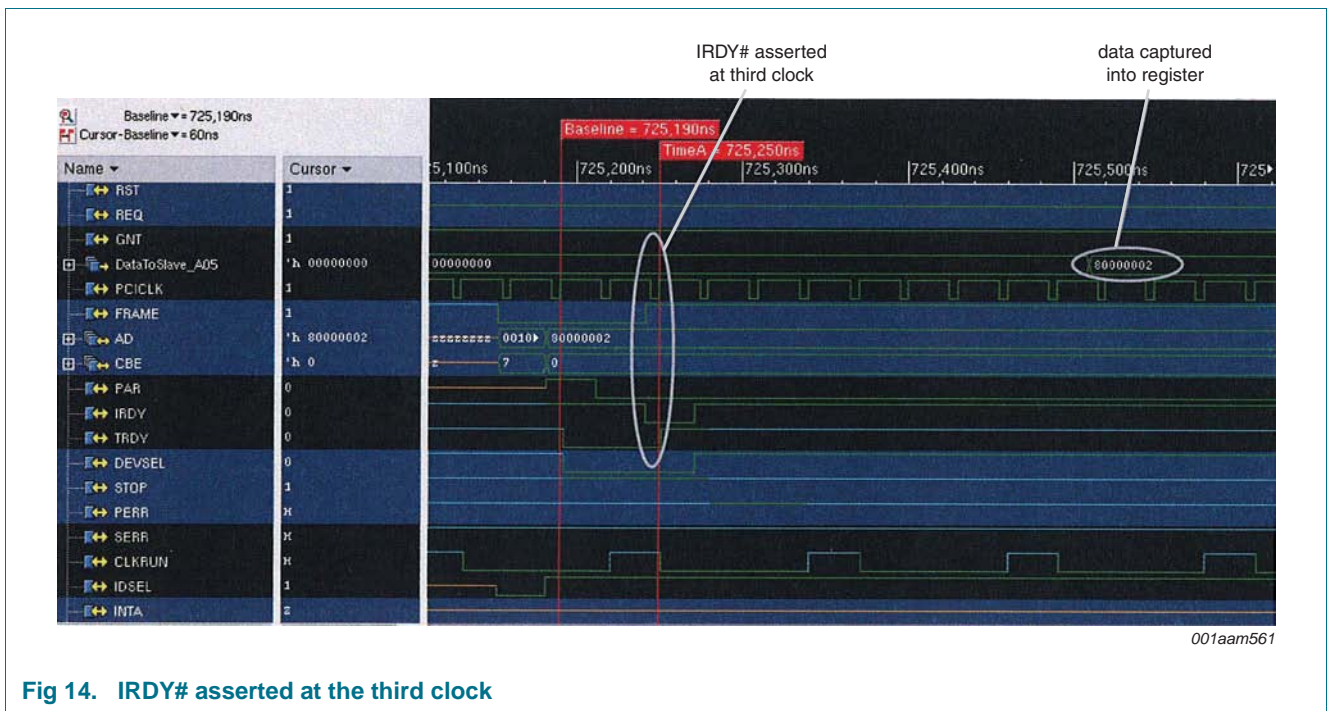 IRDY# asserted
at third clock
data captured
into register
Baseline = 725,190ns
Cursor-Baseline = 60ns
Baseline = 725,190ns
TimeA = 725,250ns
Name
Cursor
5,100ns 725,200ns 725,300ns 725,400ns 725,500ns 725
RST 1
REQ 1
GNT 1
DataToSlave_A05 'h 00000000 00000000 80000002
PCICLK 1
FRAME 1
AD 'h 80000002 zzzzzzzz 0010 80000002
CBE 'h 0 z 7 0
PAR 0
IRDY 0
TRDY 0
DEVSEL 0
STOP 1
PERR H
SERR H
CLKRUN H
IDSEL 1
INTA z
001aam561
Fig 14. IRDY# asserted at the third clock